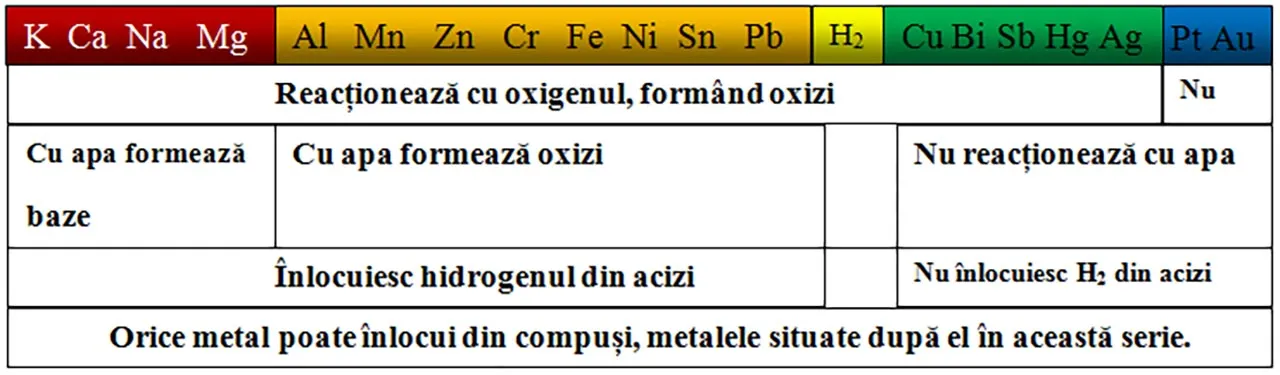 K Ca Na Mg Al Mn Zn Cr Fe Ni Sn Pb H₂ Cu Bi Sb Hg Ag Pt Au
Reacționează cu oxigenul, formând oxizi
Nu
Cu apa formează
baze
Cu apa formează oxizi
Nu reacționează cu apa
Înlocuiesc hidrogenul din acizi
Nu înlocuiesc H₂ din acizi
Orice metal poate înlocui din compuși, metalele situate după el în această serie.